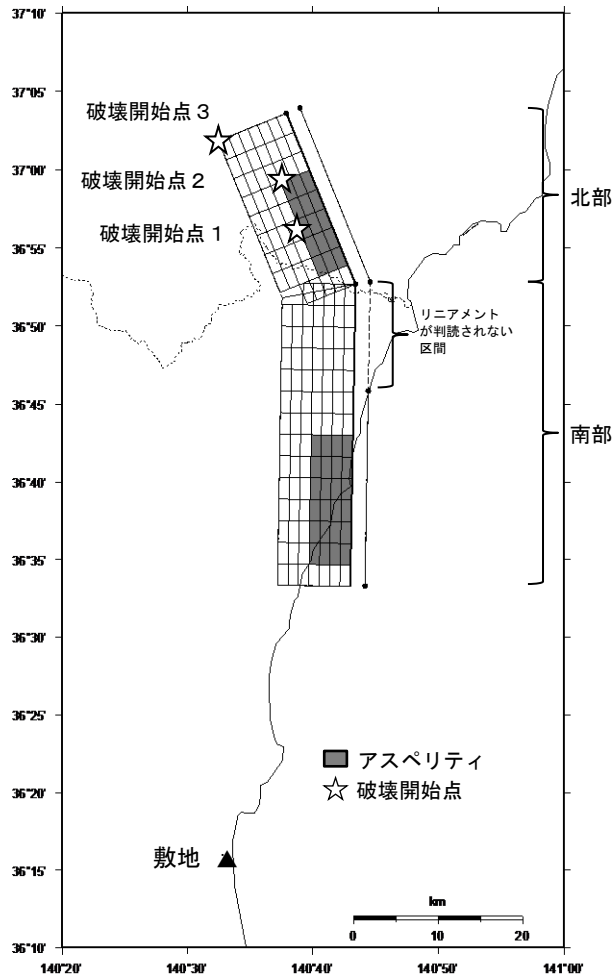 37°10'
37°05'
37°00'
36°55'
36°50'
36°45'
36°40'
36°35'
36°30'
36°25'
36°20'
36°15'
36°10'
破壊開始点3
破壊開始点2
破壊開始点1
北部
リニアメント
が判読されない
区間
南部
アスペリティ
破壊開始点
敷地
km
0 10 20
140°20' 140°30' 140°40' 140°50' 141°00'